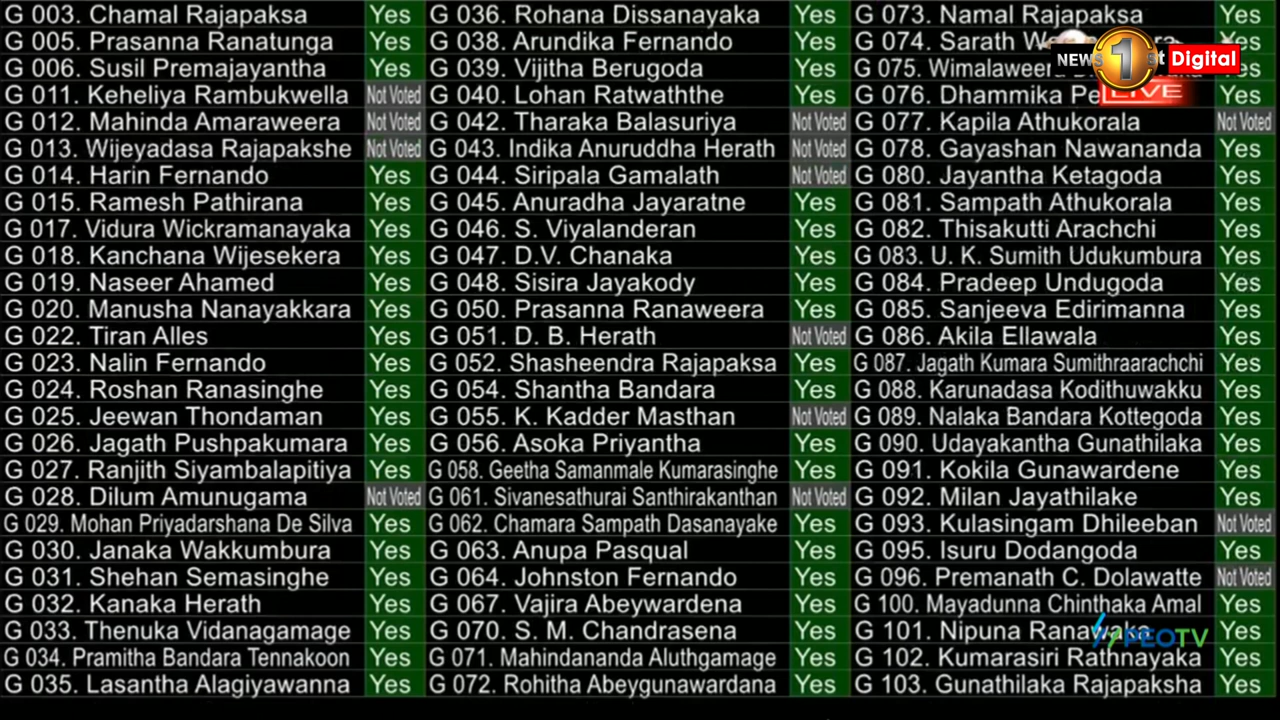 G 003. Chamal Rajapaksa Yes
G 005. Prasanna Ranatunga Yes
G 006. Susil Premajayantha Yes
G 011. Keheliya Rambukwella Not Voted
G 012. Mahinda Amaraweera Not Voted
G 013. Wijeyadasa Rajapakshe Not Voted
G 014. Harin Fernando Yes
G 015. Ramesh Pathirana Yes
G 017. Vidura Wickramanayaka Yes
G 018. Kanchana Wijesekera Yes
G 019. Naseer Ahamed Yes
G 020. Manusha Nanayakkara Yes
G 022. Tiran Alles Yes
G 023. Nalin Fernando Yes
G 024. Roshan Ranasinghe Yes
G 025. Jeewan Thondaman Yes
G 026. Jagath Pushpakumara Yes
G 027. Ranjith Siyambalapitiya Yes
G 028. Dilum Amunugama Not Voted
G 029. Mohan Priyadarshana De Silva Yes
G 030. Janaka Wakkumbura Yes
G 031. Shehan Semasinghe Yes
G 032. Kanaka Herath Yes
G 033. Thenuka Vidanagamage Yes
G 034. Pramitha Bandara Tennakoon Yes
G 035. Lasantha Alagiyawanna Yes
G 036. Rohana Dissanayaka Yes
G 038. Arundika Fernando Yes
G 039. Vijitha Berugoda Yes
G 040. Lohan Ratwaththe Yes
G 042. Tharaka Balasuriya Not Voted
G 043. Indika Anuruddha Herath Not Voted
G 044. Siripala Gamalath Not Voted
G 045. Anuradha Jayaratne Yes
G 046. S. Viyalanderan Yes
G 047. D.V. Chanaka Yes
G 048. Sisira Jayakody Yes
G 050. Prasanna Ranaweera Yes
G 051. D. B. Herath Not Voted
G 052. Shasheendra Rajapaksa Yes
G 054. Shantha Bandara Yes
G 055. K. Kadder Masthan Not Voted
G 056. Asoka Priyantha Yes
G 058. Geetha Samanmale Kumarasinghe Yes
G 061. Sivanesathurai Santhirakanthan Not Voted
G 062. Chamara Sampath Dasanayake Yes
G 063. Anupa Pasqual Yes
G 064. Johnston Fernando Yes
G 067. Vajira Abeywardena Yes
G 070. S. M. Chandrasena Yes
G 071. Mahindananda Aluthgamage Yes
G 072. Rohitha Abeygunawardana Yes
G 073. Namal Rajapaksa Yes
G 074. Sarath Yes
G 075. Yes
G 076. Dhammika Yes
G 077. Kapila Athukorala Not Voted
G 078. Gayashan Nawananda Yes
G 080. Jayantha Ketagoda Yes
G 081. Sampath Athukorala Yes
G 082. Thisakutti Arachchi Yes
G 083. U. K. Sumith Udukumbura Yes
G 084. Pradeep Undugoda Yes
G 085. Sanjeeva Edirimanna Yes
G 086. Akila Ellawala Yes
G 087. Jagath Kumara Sumithraarachchi Yes
G 088. Karunadasa Kodithuwakku Yes
G 089. Nalaka Bandara Kottegoda Yes
G 090. Udayakantha Gunathilaka Yes
G 091. Kokila Gunawardene Yes
G 092. Milan Jayathilake Yes
G 093. Kulasingam Dhileeban Not Voted
G 095. Isuru Dodangoda Yes
G 096. Premanath C. Dolawatte Not Voted
G 100. Mayadunna Chinthaka Amal Yes
G 101. Nipuna Ranawara Yes
G 102. Kumarasiri Rathnayaka Yes
G 103. Gunathilaka Rajapaksha Yes
NEWS 1st Digital
LIVE
PEOTV